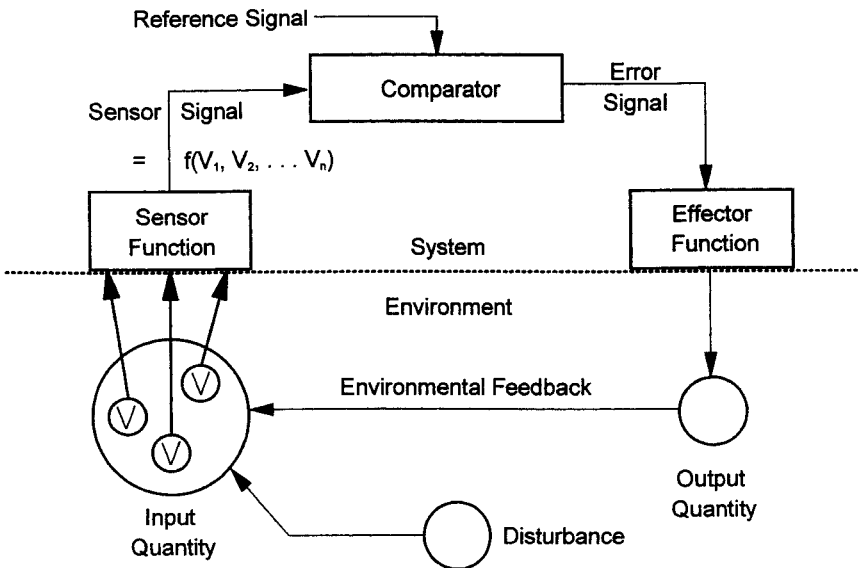 Reference Signal
Comparator
Error
Signal
Sensor Signal
= f(V₁, V₂, . . . Vₙ)
Sensor
Function
Effector
Function
System
Environment
V
V
V
Environmental Feedback
Input
Quantity
Output
Quantity
Disturbance